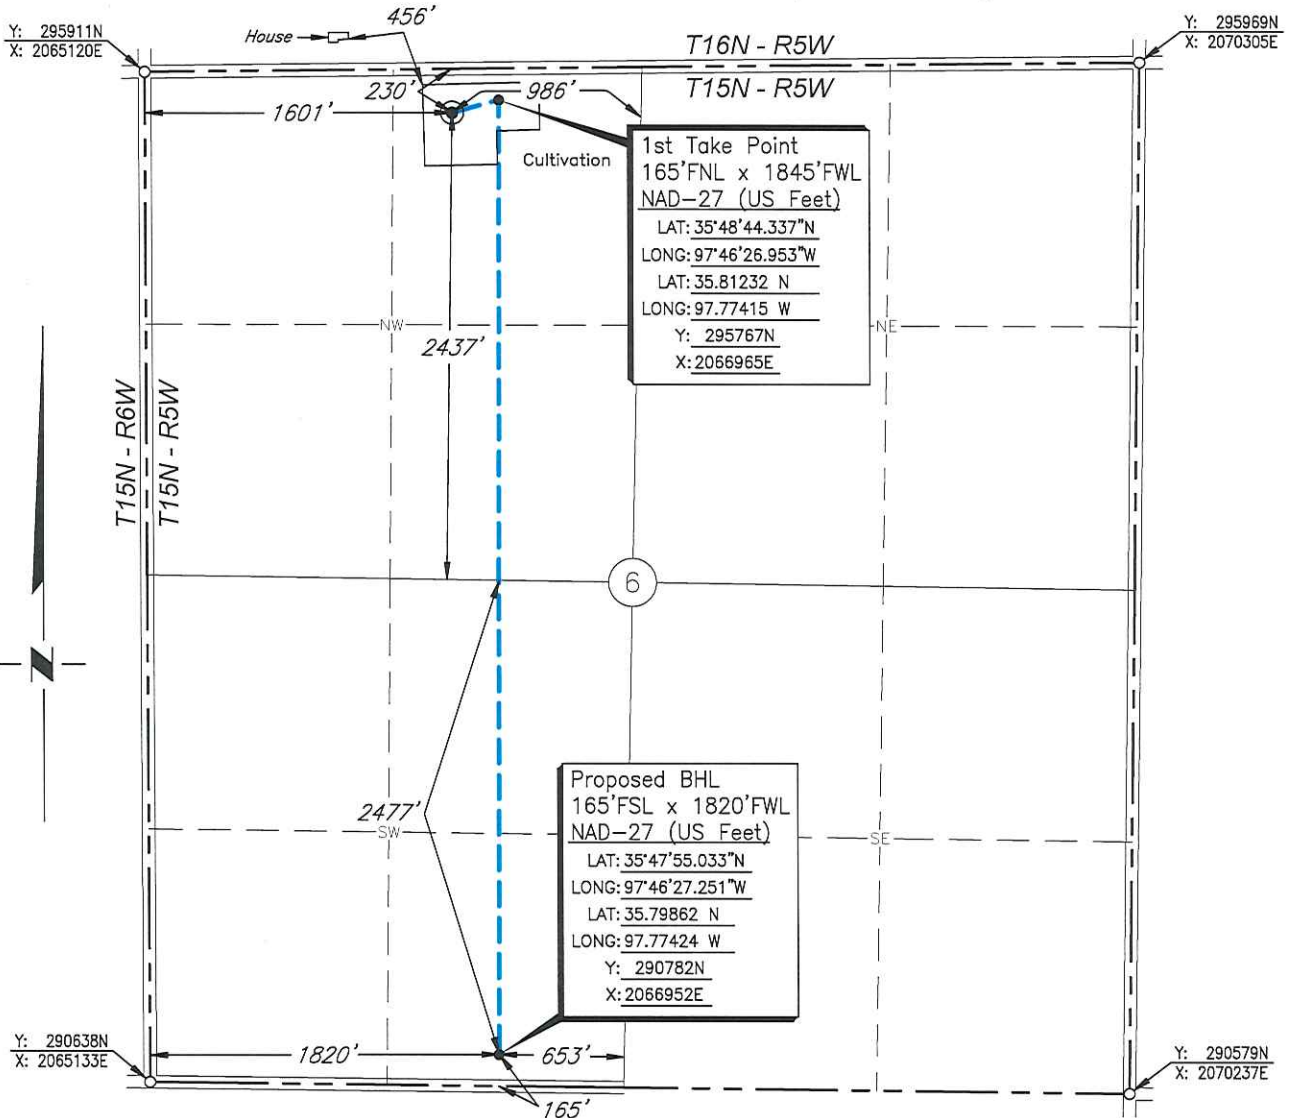 456'
Y: 295911N
X: 2065120E
House
T16N - R5W
Y: 295969N
X: 2070305E
T15N - R5W
230'
986'
1601'
Cultivation
1st Take Point
165'FNL x 1845'FWL
NAD-27 (US Feet)
LAT: 35°48'44.337"N
LONG: 97°46'26.953"W
LAT: 35.81232 N
LONG: 97.77415 W
Y: 295767N
X: 2066965E
NW
NE
2437'
T15N - R6W
T15N - R5W
6
N
Proposed BHL
165'FSL x 1820'FWL
NAD-27 (US Feet)
LAT: 35°47'55.033"N
LONG: 97°46'27.251"W
LAT: 35.79862 N
LONG: 97.77424 W
Y: 290782N
X: 2066952E
2477'
SW
SE
Y: 290638N
X: 2065133E
1820'
653'
Y: 290579N
X: 2070237E
165'